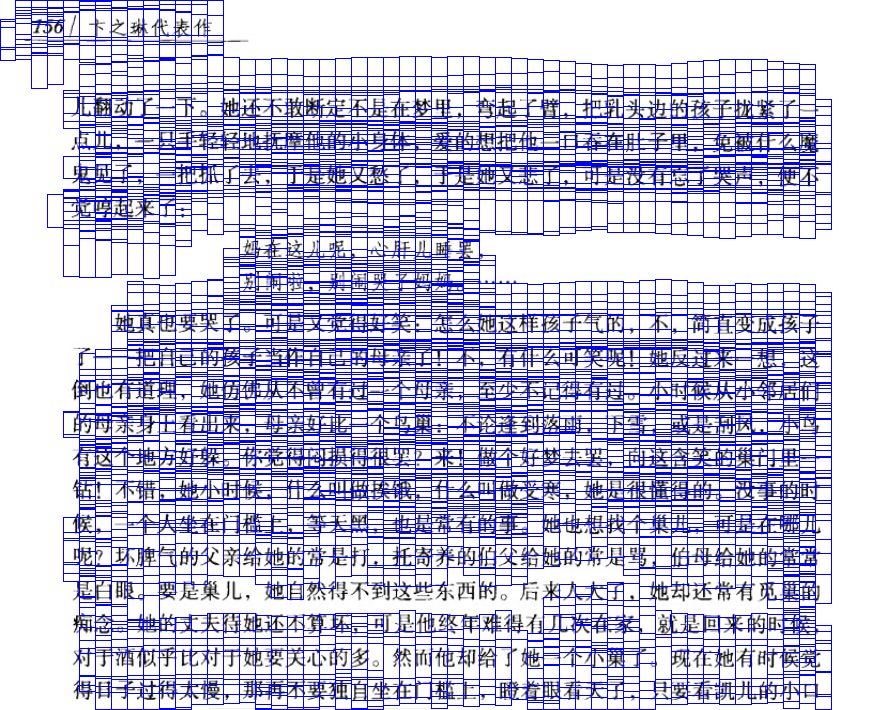 156/ 卞之琳代表作
儿翻动了一下。她还不敢断定不是在梦里，弯起了臂，把乳头边的孩子拢紧了一
点儿，一只手轻轻地抚摩他的小身体，爱的想把他一口吞在肚子里，免被什么魔
鬼见了，一把抓了去，于是她又愁了，于是她又悲了，可是没有忘了哭声，便不
觉哼起来了：
妈在这儿呢，心肝儿睡罢，
别闹啦，别闹哭了妈妈。……
她真也要哭了。可是又觉得好笑：怎么她这样孩子气的，不，简直变成孩子
了——把自己的孩子当作自己的母亲了！不，有什么可笑呢！她反过来一想，这
倒也有道理，她仿佛从不曾有过一个母亲，至少不记得有过。小时候从小邻居们
的母亲身上看出来，母亲好比一个鸟巢：不论逢到落雨，下雪，或是刮风，小鸟
有这个地方好躲。你觉得闷损得很罢？来！做个好梦去罢，向这含笑的巢门里一
钻！不错，她小时候，什么叫做挨饿，什么叫做受寒，她是很懂得的。没事的时
候，一个人坐在门槛上，等天黑，也是常有的事。她也想找个巢儿，可是在哪儿
呢？坏脾气的父亲给她的常是打，托寄养的伯父给她的常是骂，伯母给她的常常
是白眼。要是巢儿，她自然得不到这些东西的。后来人大了，她却还常有觅巢的
痴念。她的丈夫待她还不算坏，可是他终年难得有几次在家，就是回来的时候，
对于酒似乎比对于她要关心的多。然而他却给了她一个小巢了。现在她有时候觉
得日子过得太慢，那再不要独自坐在门槛上，瞪着眼看天了，只要看凯儿的小口